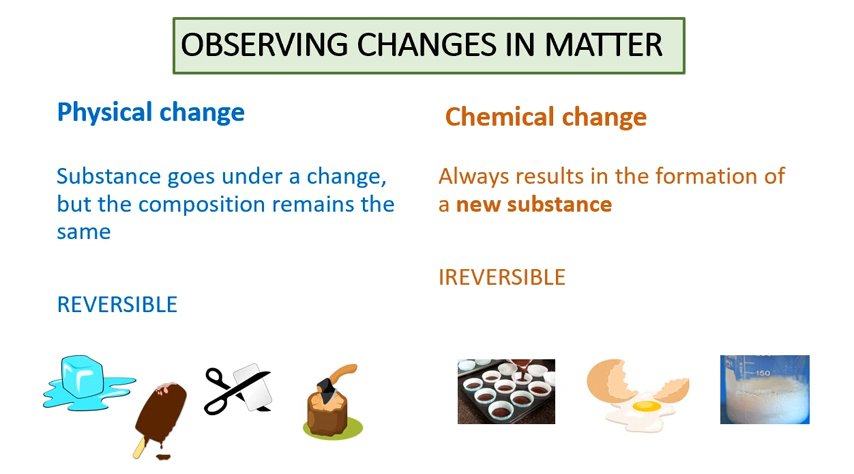 OBSERVING CHANGES IN MATTER
Physical change
Substance goes under a change,
but the composition remains the
same
REVERSIBLE
Chemical change
Always results in the formation of
a new substance
IREVERSIBLE
150